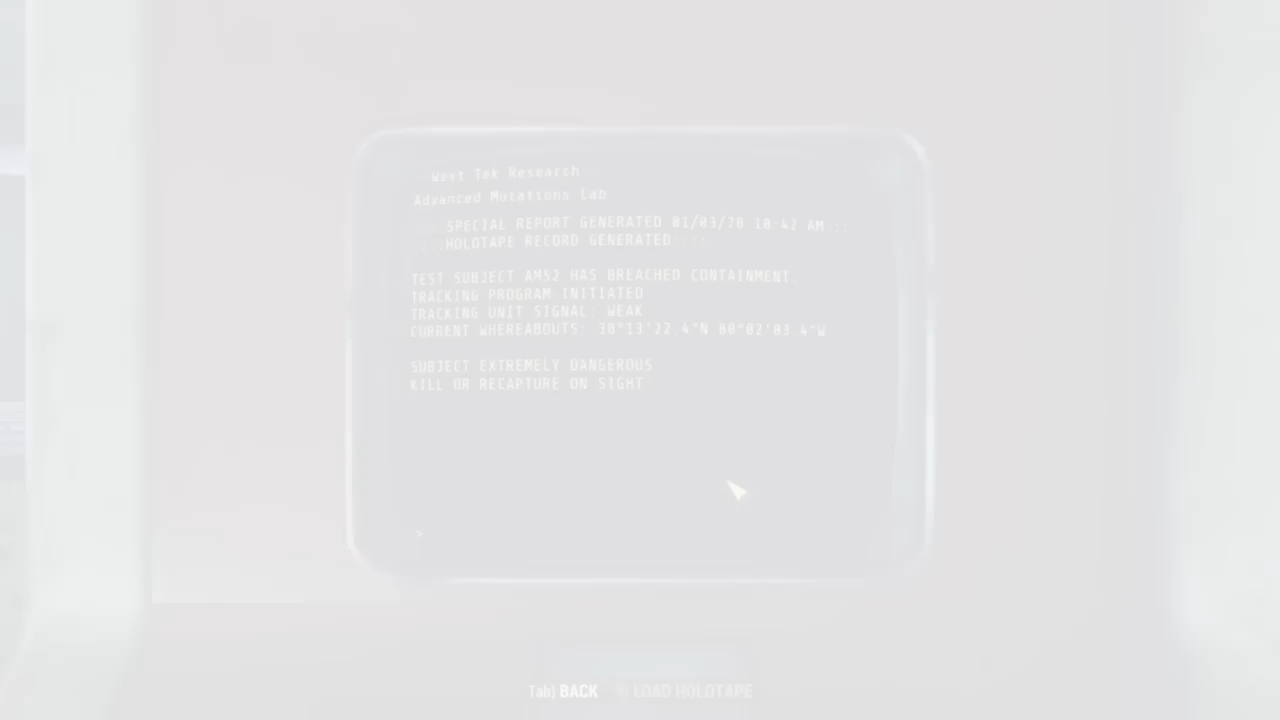 West Tek Research
Advanced Mutations Lab
::::SPECIAL REPORT GENERATED 01/03/78 10:42 AM::::
::::HOLOTAPE RECORD GENERATED::::
TEST SUBJECT AM52 HAS BREACHED CONTAINMENT.
TRACKING PROGRAM INITIATED
TRACKING UNIT SIGNAL: WEAK
CURRENT WHEREABOUTS: 38°13'22.4"N 80°02'03.4"W
SUBJECT EXTREMELY DANGEROUS
KILL OR RECAPTURE ON SIGHT
>
Tab) BACK LOAD HOLOTAPE